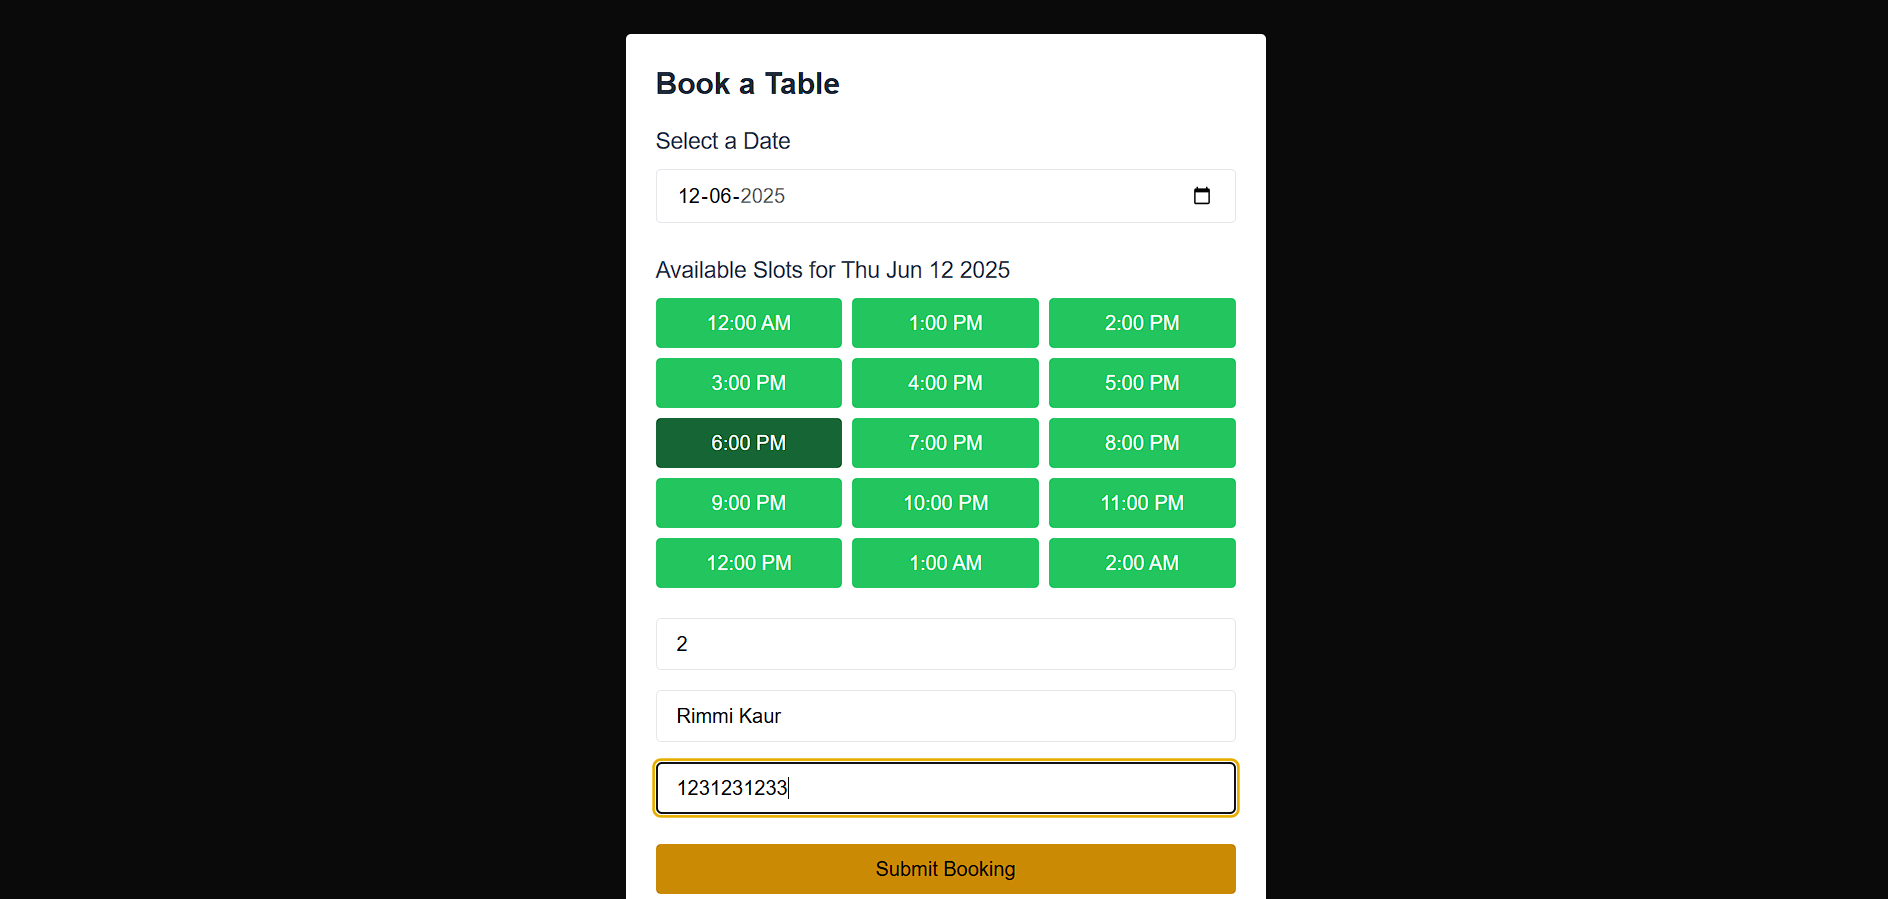 Book a Table
Select a Date
12-06-2025
Available Slots for Thu Jun 12 2025
12:00 AM 1:00 PM 2:00 PM
3:00 PM 4:00 PM 5:00 PM
6:00 PM 7:00 PM 8:00 PM
9:00 PM 10:00 PM 11:00 PM
12:00 PM 1:00 AM 2:00 AM
2
Rimmi Kaur
1231231233
Submit Booking